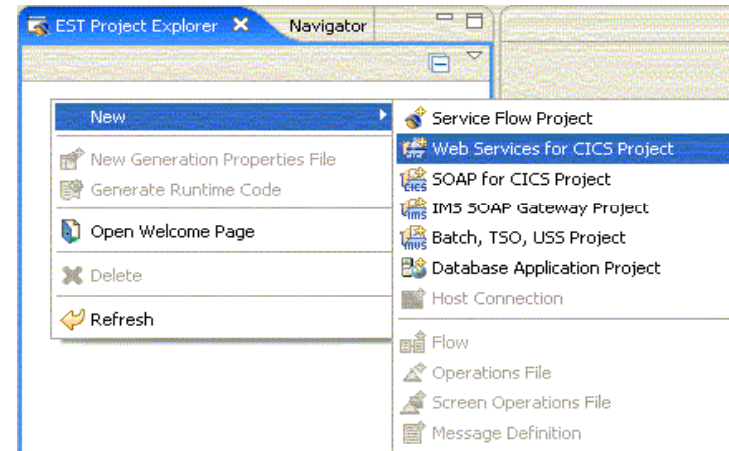 EST Project Explorer
Navigator
New
New Generation Properties File
Generate Runtime Code
Open Welcome Page
Delete
Refresh
Service Flow Project
Web Services for CICS Project
SOAP for CICS Project
IMS SOAP Gateway Project
Batch, TSO, USS Project
Database Application Project
Host Connection
Flow
Operations File
Screen Operations File
Message Definition